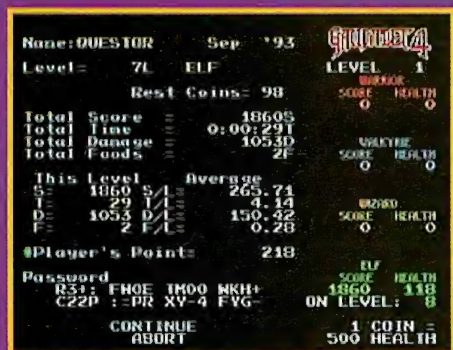 Name: QUESTOR Sep '93
Level= 7L ELF
Rest Coins= 98
Total Score = 1860S
Total Time = 0:00:29T
Total Damage = 1053D
Total Foods = 2F
This Level Average
S= 1860 S/L= 265.71
T= 29 T/L= 4.14
D= 1053 D/L= 150.42
F= 2 F/L= 0.28
#Player's Point= 218
Password
R3+: FHOE TMOO WKH+
C22P :=PR XY-4 FYG-
CONTINUE
ABORT
GAUNTLET 4
LEVEL 1
WARRIOR
SCORE HEALTH
0 0
VALKYRIE
SCORE HEALTH
0 0
WIZARD
SCORE HEALTH
0 0
ELF
SCORE HEALTH
1860 118
ON LEVEL: 8
1 COIN =
500 HEALTH